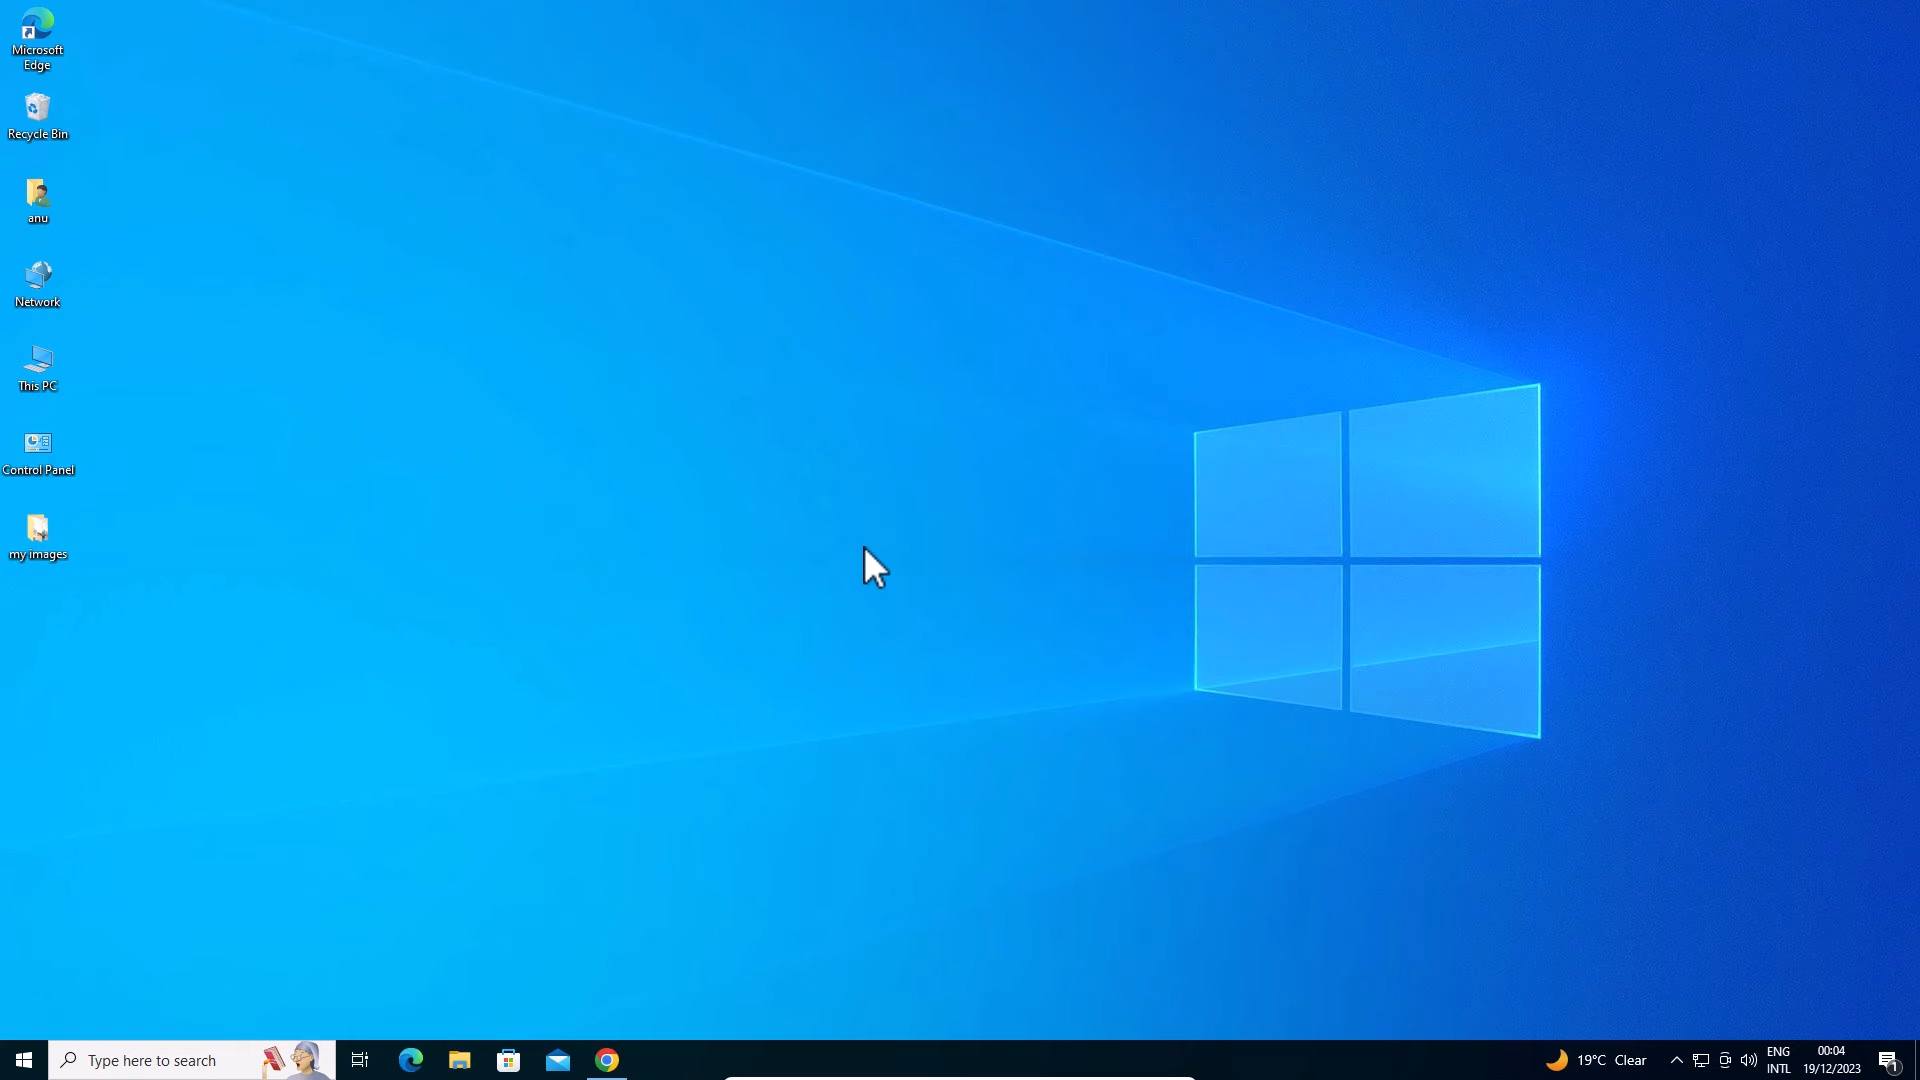 Microsoft
Edge
Recycle Bin
anu
Network
This PC
Control Panel
my images
Type here to search
19°C Clear
ENG
INTL
00:04
19/12/2023
1